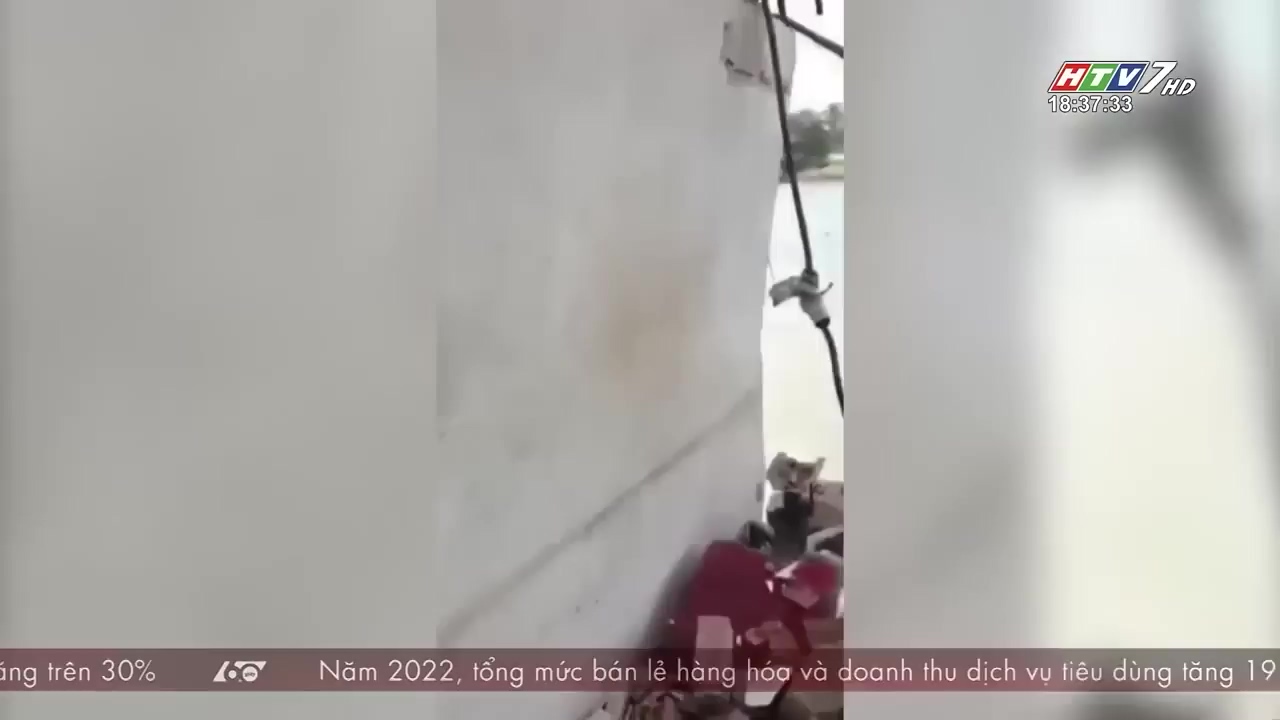 HTV7 HD
18:37:33
ăng trên 30% 60 Năm 2022, tổng mức bán lẻ hàng hóa và doanh thu dịch vụ tiêu dùng tăng 19